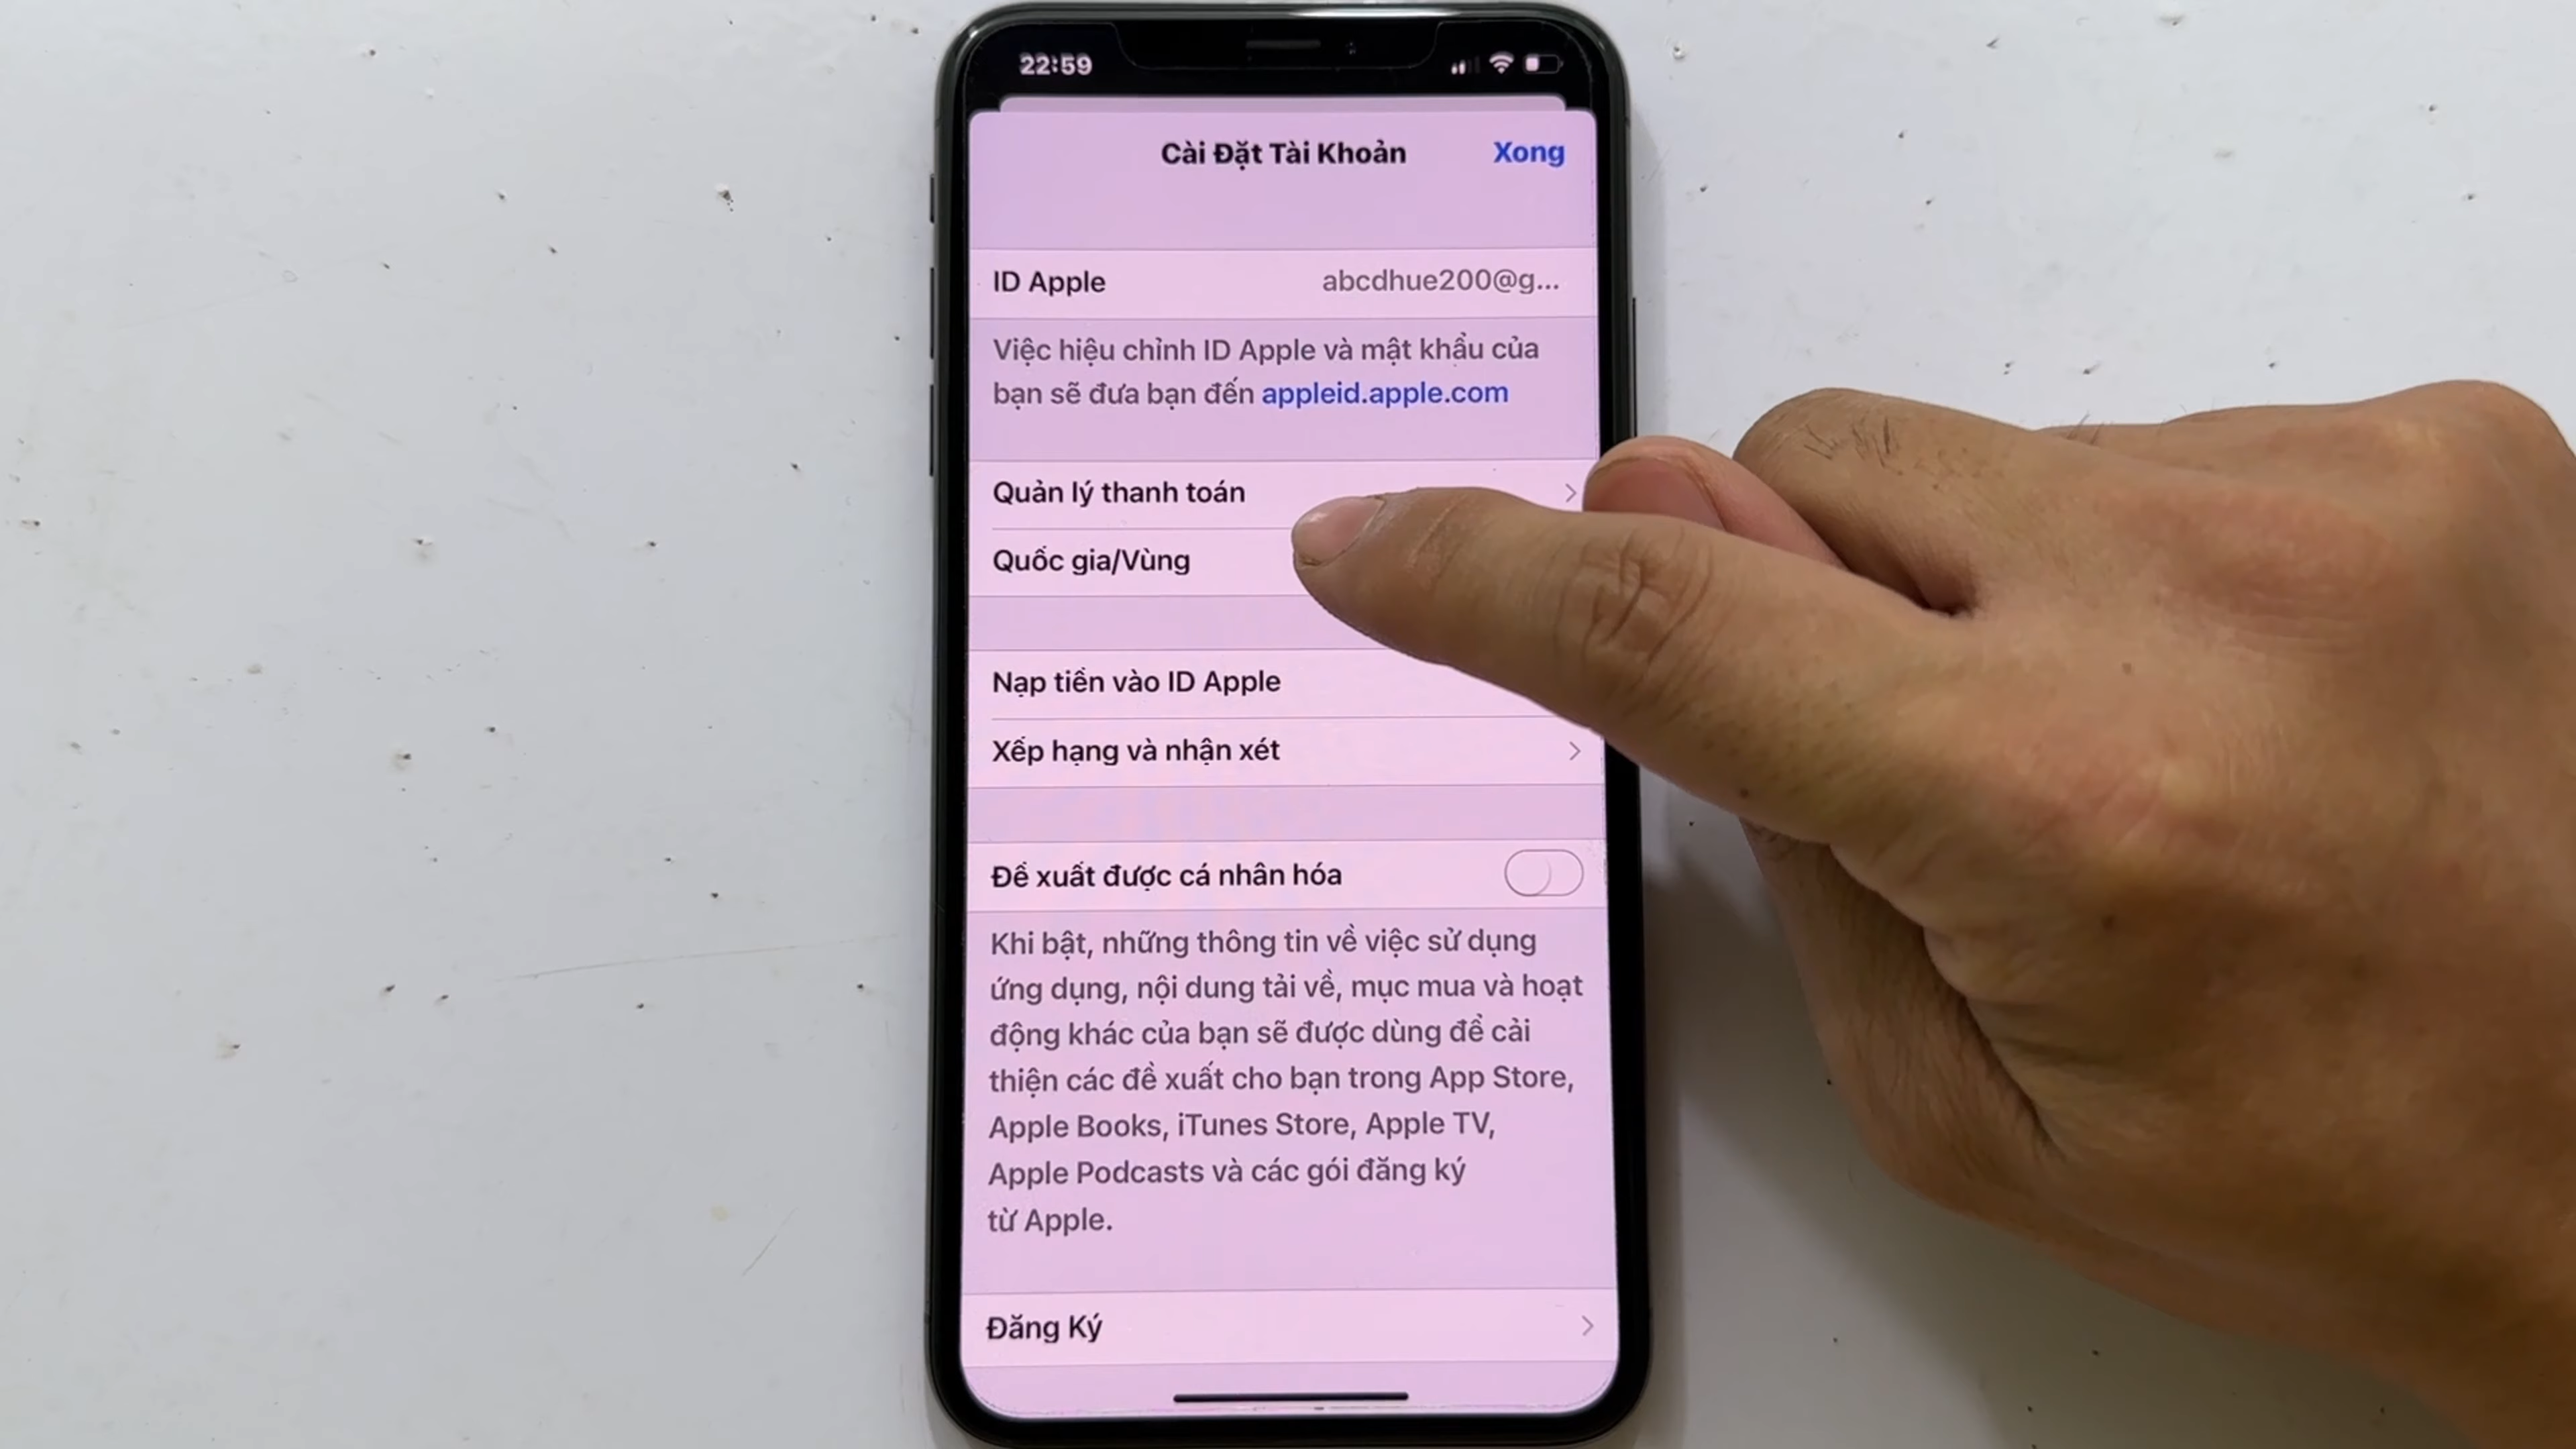 22:59
Cài Đặt Tài Khoản
Xong
ID Apple
abcdhue200@g...
Việc hiệu chỉnh ID Apple và mật khẩu của
bạn sẽ đưa bạn đến appleid.apple.com
Quản lý thanh toán
Quốc gia/Vùng
Nạp tiền vào ID Apple
Xếp hạng và nhận xét
Đề xuất được cá nhân hóa
Khi bật, những thông tin về việc sử dụng
ứng dụng, nội dung tải về, mục mua và hoạt
động khác của bạn sẽ được dùng để cải
thiện các đề xuất cho bạn trong App Store,
Apple Books, iTunes Store, Apple TV,
Apple Podcasts và các gói đăng ký
từ Apple.
Đăng Ký